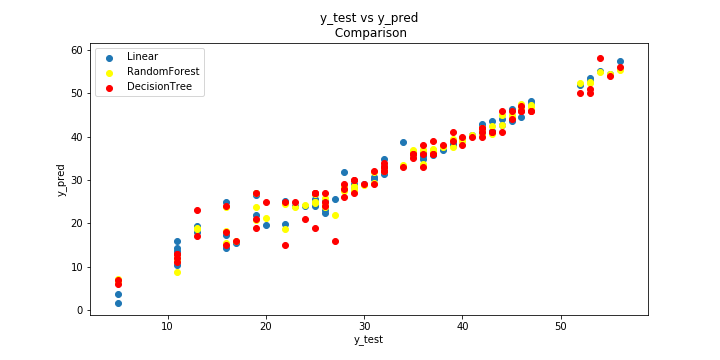 y_test vs y_pred
Comparison
60
50
40
30
20
10
0
y_pred
Linear
RandomForest
DecisionTree
10
20
30
40
50
y_test